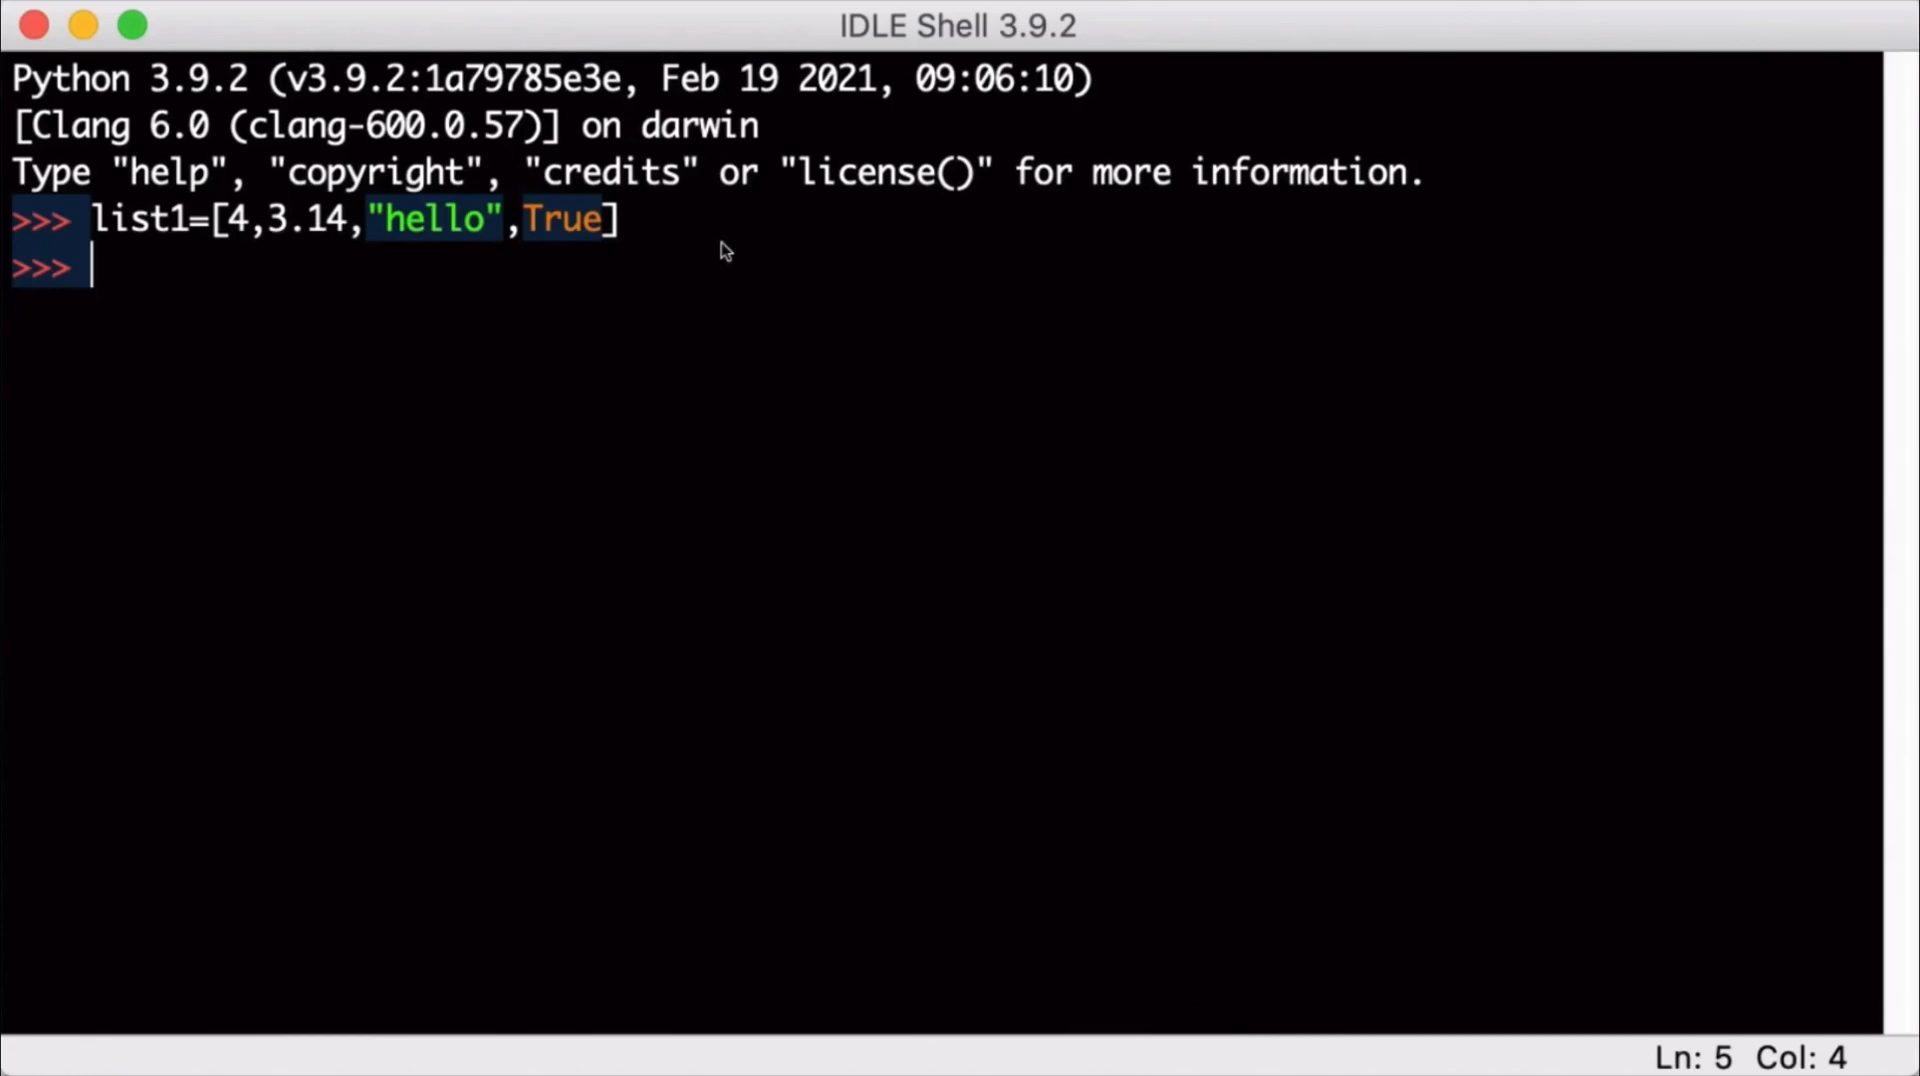 IDLE Shell 3.9.2
Python 3.9.2 (v3.9.2:1a79785e3e, Feb 19 2021, 09:06:10)
[Clang 6.0 (clang-600.0.57)] on darwin
Type "help", "copyright", "credits" or "license()" for more information.
>>> list1=[4,3.14,"hello",True]
>>>
Ln: 5 Col: 4